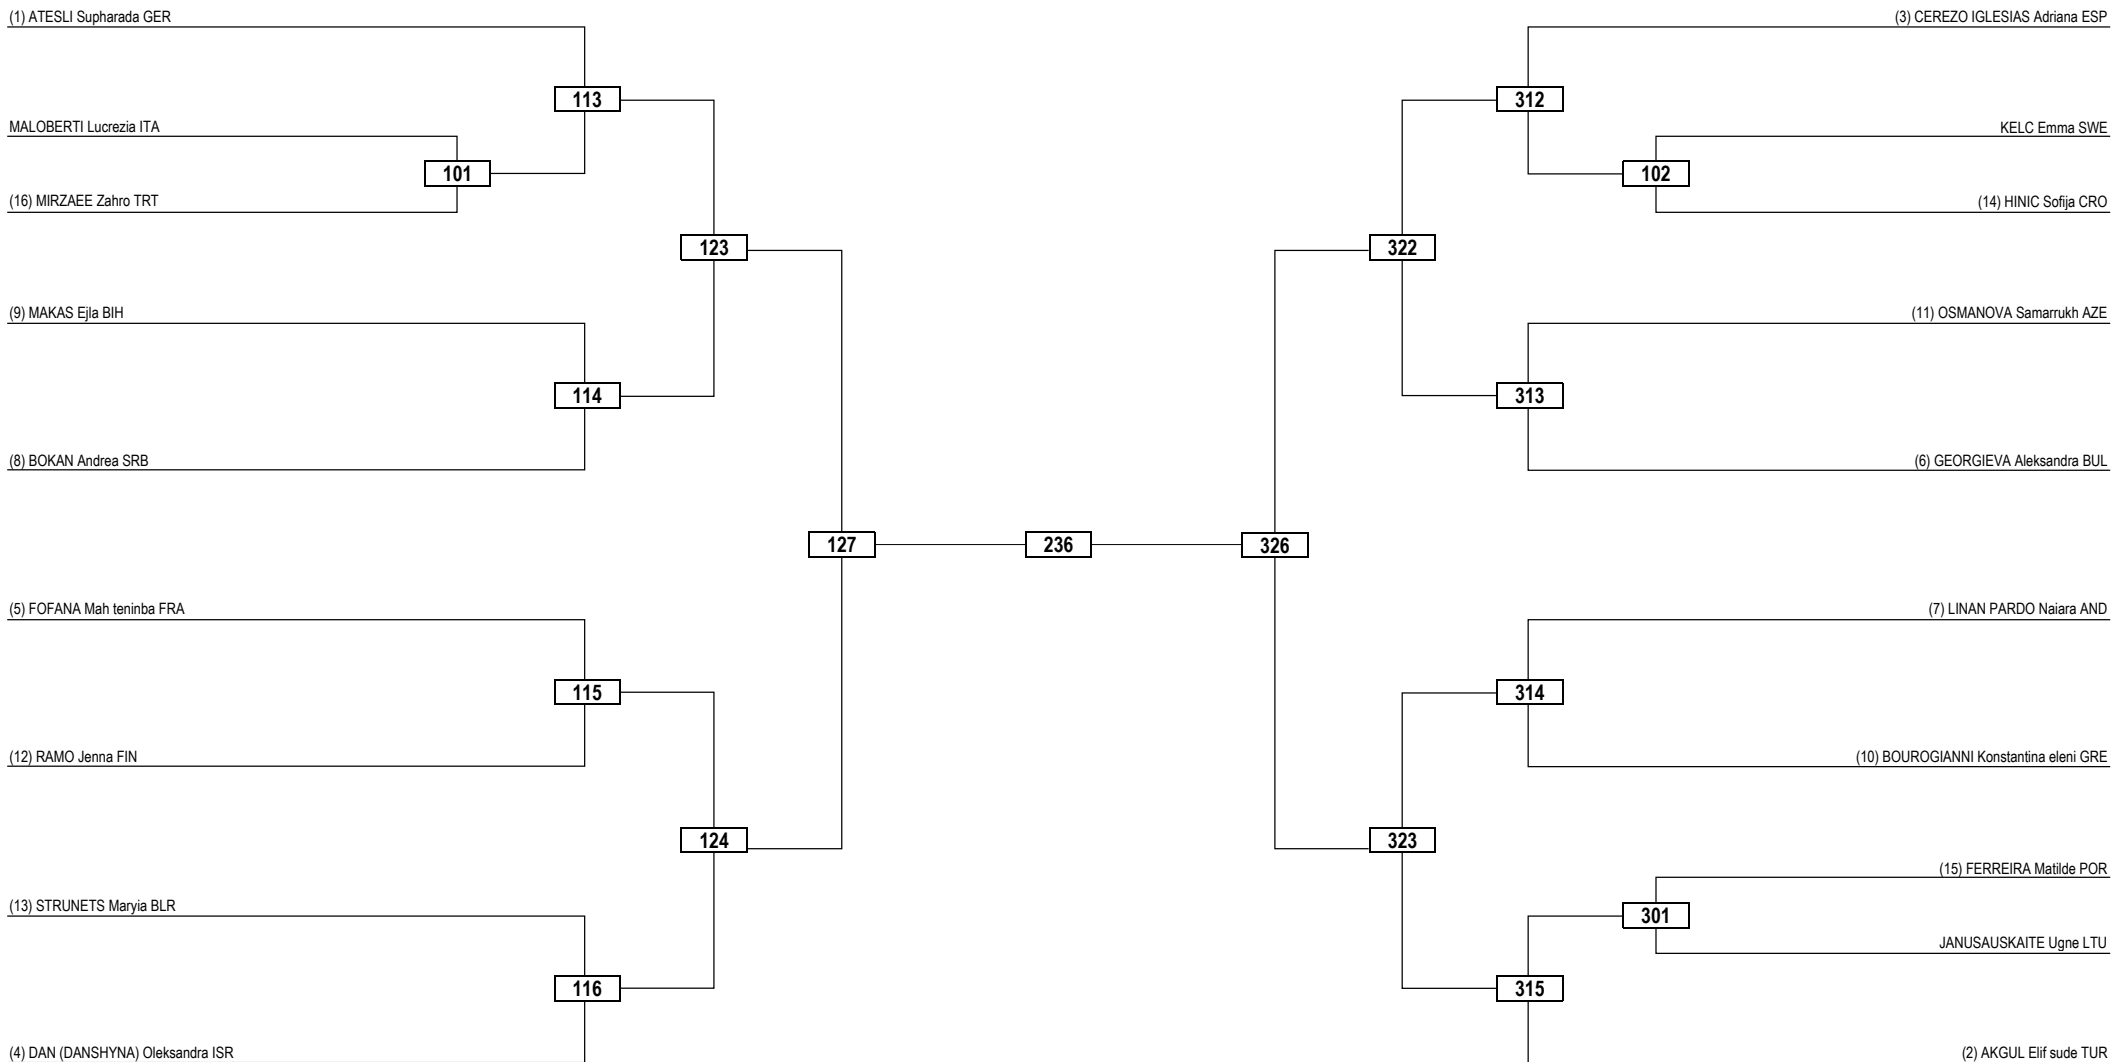 (1) ATESLI Supharada GER
(3) CEREZO IGLESIAS Adriana ESP
113
312
MALOBERTI Lucrezia ITA
KELC Emma SWE
101
102
(16) MIRZAEE Zahro TRT
(14) HINIC Sofija CRO
123
322
(9) MAKAS Ejla BIH
(11) OSMANOVA Samarrukh AZE
114
313
(8) BOKAN Andrea SRB
(6) GEORGIEVA Aleksandra BUL
127
236
326
(5) FOFANA Mah teninba FRA
(7) LINAN PARDO Naiara AND
115
314
(12) RAMO Jenna FIN
(10) BOUROGIANNI Konstantina eleni GRE
124
323
(15) FERREIRA Matilde POR
(13) STRUNETS Maryia BLR
301
JANUSAUSKAITE Ugne LTU
116
315
(4) DAN (DANSHYNA) Oleksandra ISR
(2) AKGUL Elif sude TUR